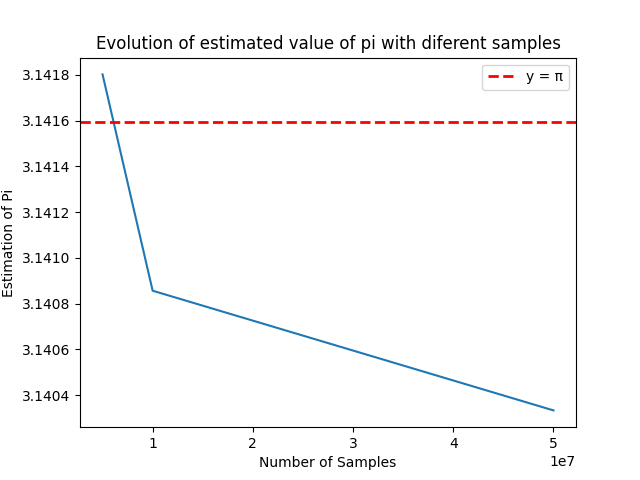 Evolution of estimated value of pi with diferent samples
y = π
3.1418
3.1416
3.1414
3.1412
3.1410
3.1408
3.1406
3.1404
Estimation of Pi
1 2 3 4 5
1e7
Number of Samples